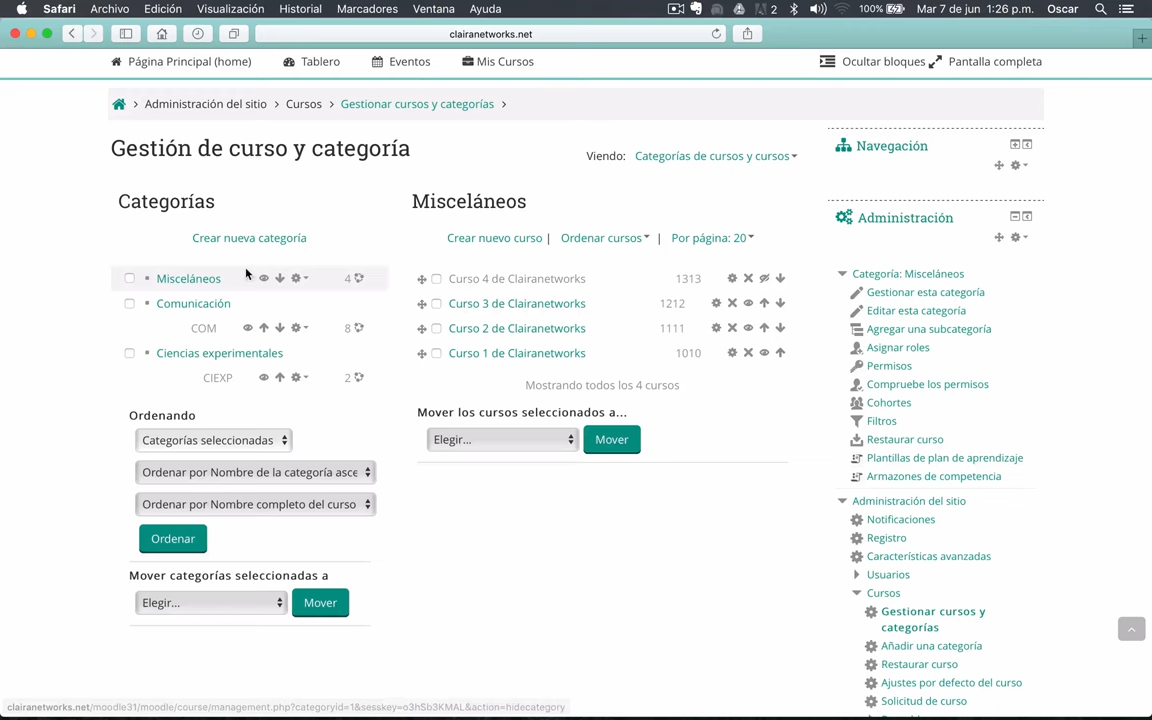 Safari Archivo Edición Visualización Historial Marcadores Ventana Ayuda 2 100% Mar 7 de jun 1:26 p.m. Oscar
clairanetworks.net
Página Principal (home) Tablero Eventos Mis Cursos Ocultar bloques Pantalla completa
> Administración del sitio > Cursos > Gestionar cursos y categorías >
Gestión de curso y categoría
Viendo: Categorías de cursos y cursos
Categorías
Crear nueva categoría
Misceláneos 4
Comunicación
COM 8
Ciencias experimentales
CIEXP 2
Ordenando
Categorías seleccionadas
Ordenar por Nombre de la categoría asce
Ordenar por Nombre completo del curso
Ordenar
Mover categorías seleccionadas a
Elegir... Mover
Misceláneos
Crear nuevo curso | Ordenar cursos | Por página: 20
Curso 4 de Clairanetworks 1313
Curso 3 de Clairanetworks 1212
Curso 2 de Clairanetworks 1111
Curso 1 de Clairanetworks 1010
Mostrando todos los 4 cursos
Mover los cursos seleccionados a...
Elegir... Mover
Navegación
Administración
Categoría: Misceláneos
Gestionar esta categoría
Editar esta categoría
Agregar una subcategoría
Asignar roles
Permisos
Compruebe los permisos
Cohortes
Filtros
Restaurar curso
Plantillas de plan de aprendizaje
Armazones de competencia
Administración del sitio
Notificaciones
Registro
Características avanzadas
Usuarios
Cursos
Gestionar cursos y
categorías
Añadir una categoría
Restaurar curso
Ajustes por defecto del curso
Solicitud de curso
clairanetworks.net/moodle31/moodle/course/management.php?categoryid=1&sesskey=o3hSb3KMAL&action=hidecategory